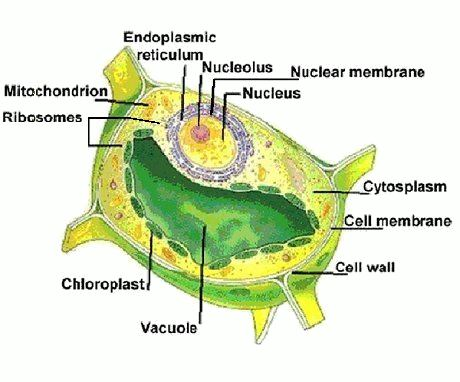 Endoplasmic
reticulum
Nucleolus
Nuclear membrane
Mitochondrion
Nucleus
Ribosomes
Cytosplasm
Cell membrane
Cell wall
Chloroplast
Vacuole